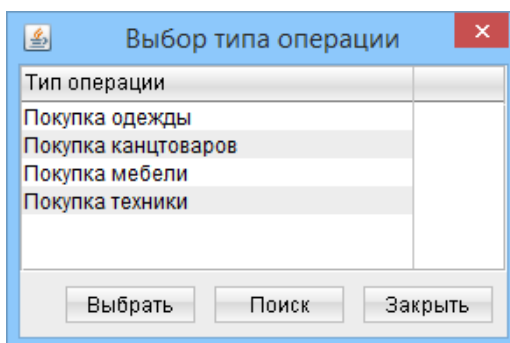 Выбор типа операции
Тип операции
Покупка одежды
Покупка канцтоваров
Покупка мебели
Покупка техники
Выбрать Поиск Закрыть